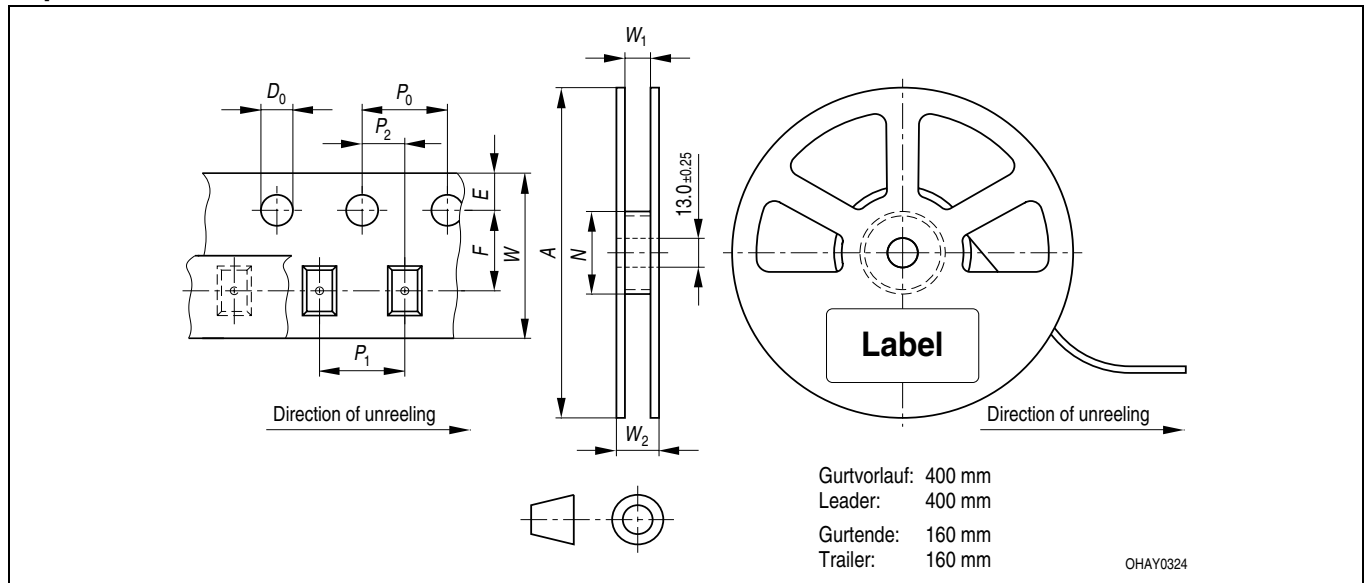 W₁
D₀
P₀
P₂
E
F
W
A
N
13.0 ±0.25
P₁
W₂
Label
Direction of unreeling
Direction of unreeling
Gurtvorlauf: 400 mm
Leader: 400 mm
Gurtende: 160 mm
Trailer: 160 mm
OHAY0324